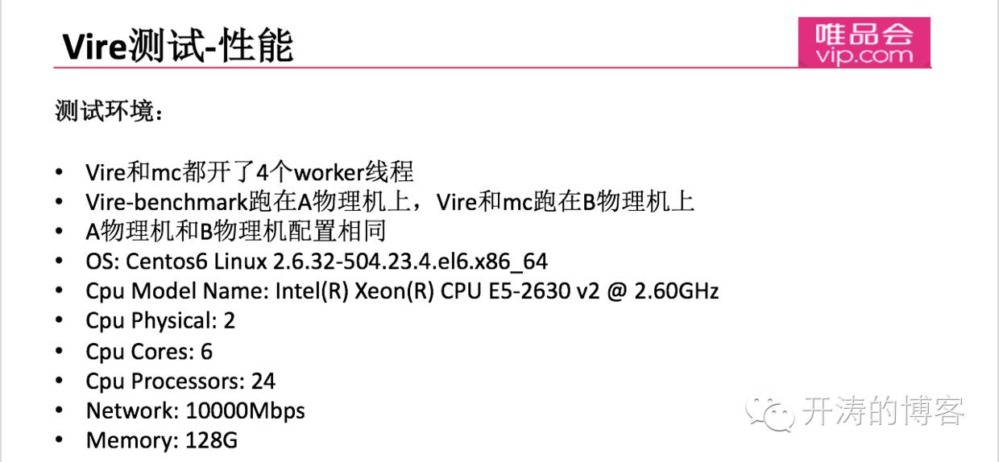 Vire测试-性能
唯品会
vip.com
测试环境：
• Vire和mc都开了4个worker线程
• Vire-benchmark跑在A物理机上，Vire和mc跑在B物理机上
• A物理机和B物理机配置相同
• OS: Centos6 Linux 2.6.32-504.23.4.el6.x86_64
• Cpu Model Name: Intel(R) Xeon(R) CPU E5-2630 v2 @ 2.60GHz
• Cpu Physical: 2
• Cpu Cores: 6
• Cpu Processors: 24
• Network: 10000Mbps
• Memory: 128G
开涛的博客